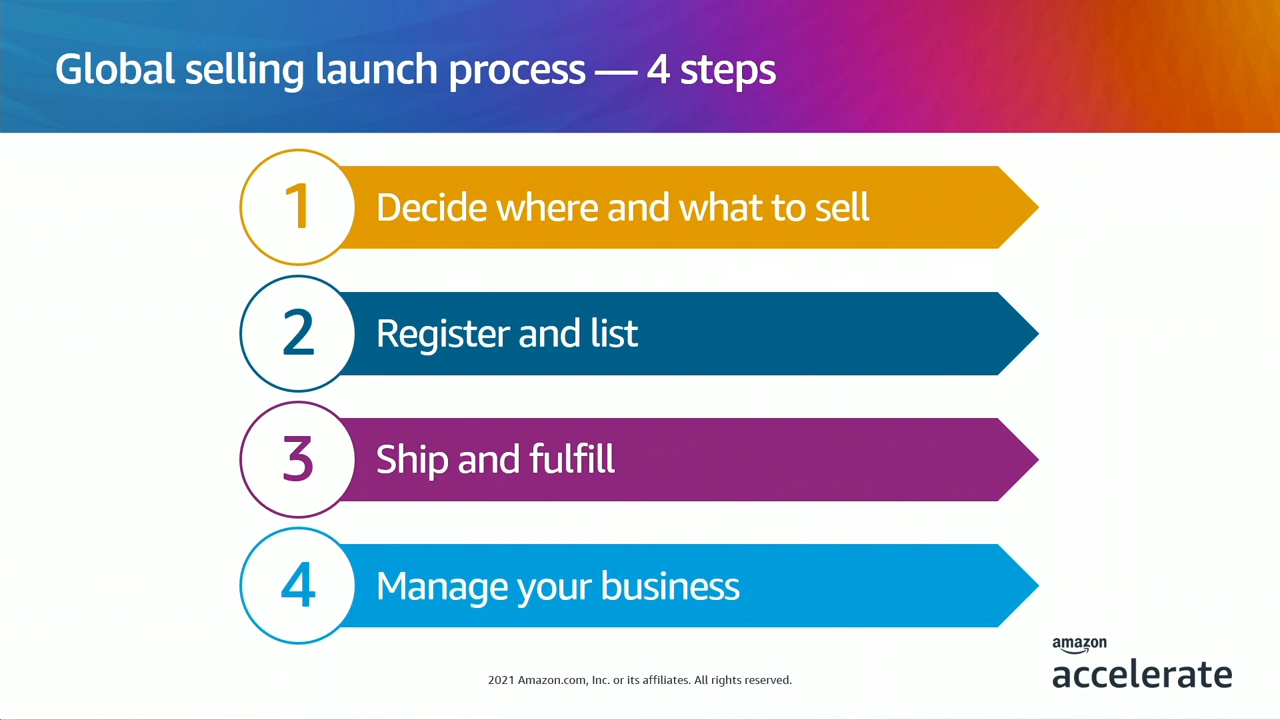 Global selling launch process — 4 steps
1 Decide where and what to sell
2 Register and list
3 Ship and fulfill
4 Manage your business
amazon
accelerate
2021 Amazon.com, Inc. or its affiliates. All rights reserved.